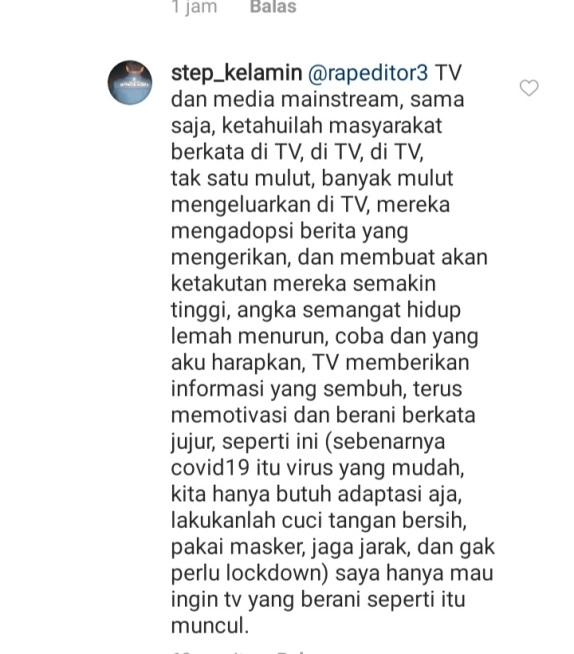 1 jam Balas
step_kelamin @rapeditor3 TV
dan media mainstream, sama
saja, ketahuilah masyarakat
berkata di TV, di TV, di TV,
tak satu mulut, banyak mulut
mengeluarkan di TV, mereka
mengadopsi berita yang
mengerikan, dan membuat akan
ketakutan mereka semakin
tinggi, angka semangat hidup
lemah menurun, coba dan yang
aku harapkan, TV memberikan
informasi yang sembuh, terus
memotivasi dan berani berkata
jujur, seperti ini (sebenarnya
covid19 itu virus yang mudah,
kita hanya butuh adaptasi aja,
lakukanlah cuci tangan bersih,
pakai masker, jaga jarak, dan gak
perlu lockdown) saya hanya mau
ingin tv yang berani seperti itu
muncul.